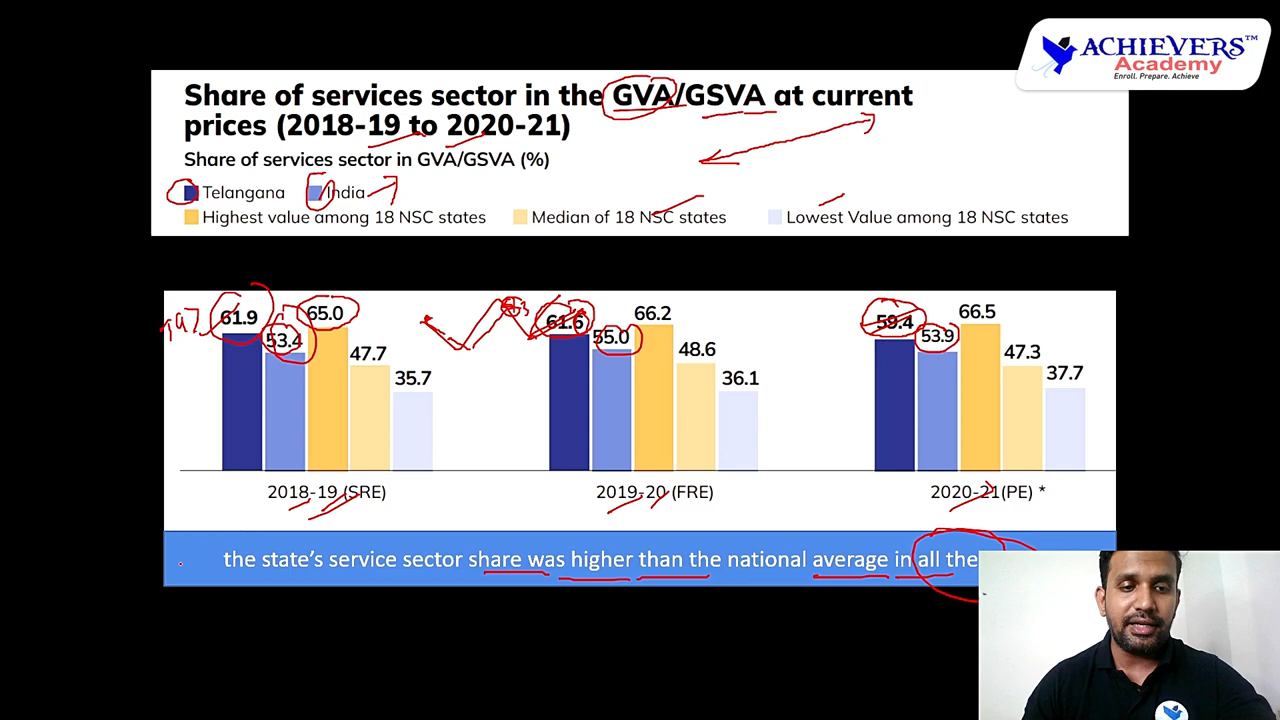 ACHIEVERS™
Academy
Enroll. Prepare. Achieve
Share of services sector in the GVA/GSVA at current
prices (2018-19 to 2020-21)
Share of services sector in GVA/GSVA (%)
Telangana India
Highest value among 18 NSC states Median of 18 NSC states Lowest Value among 18 NSC states
61.9 53.4 65.0 47.7 35.7
61.6 55.0 66.2 48.6 36.1
59.4 53.9 66.5 47.3 37.7
2018-19 (SRE) 2019-20 (FRE) 2020-21(PE) *
the state's service sector share was higher than the national average in all the